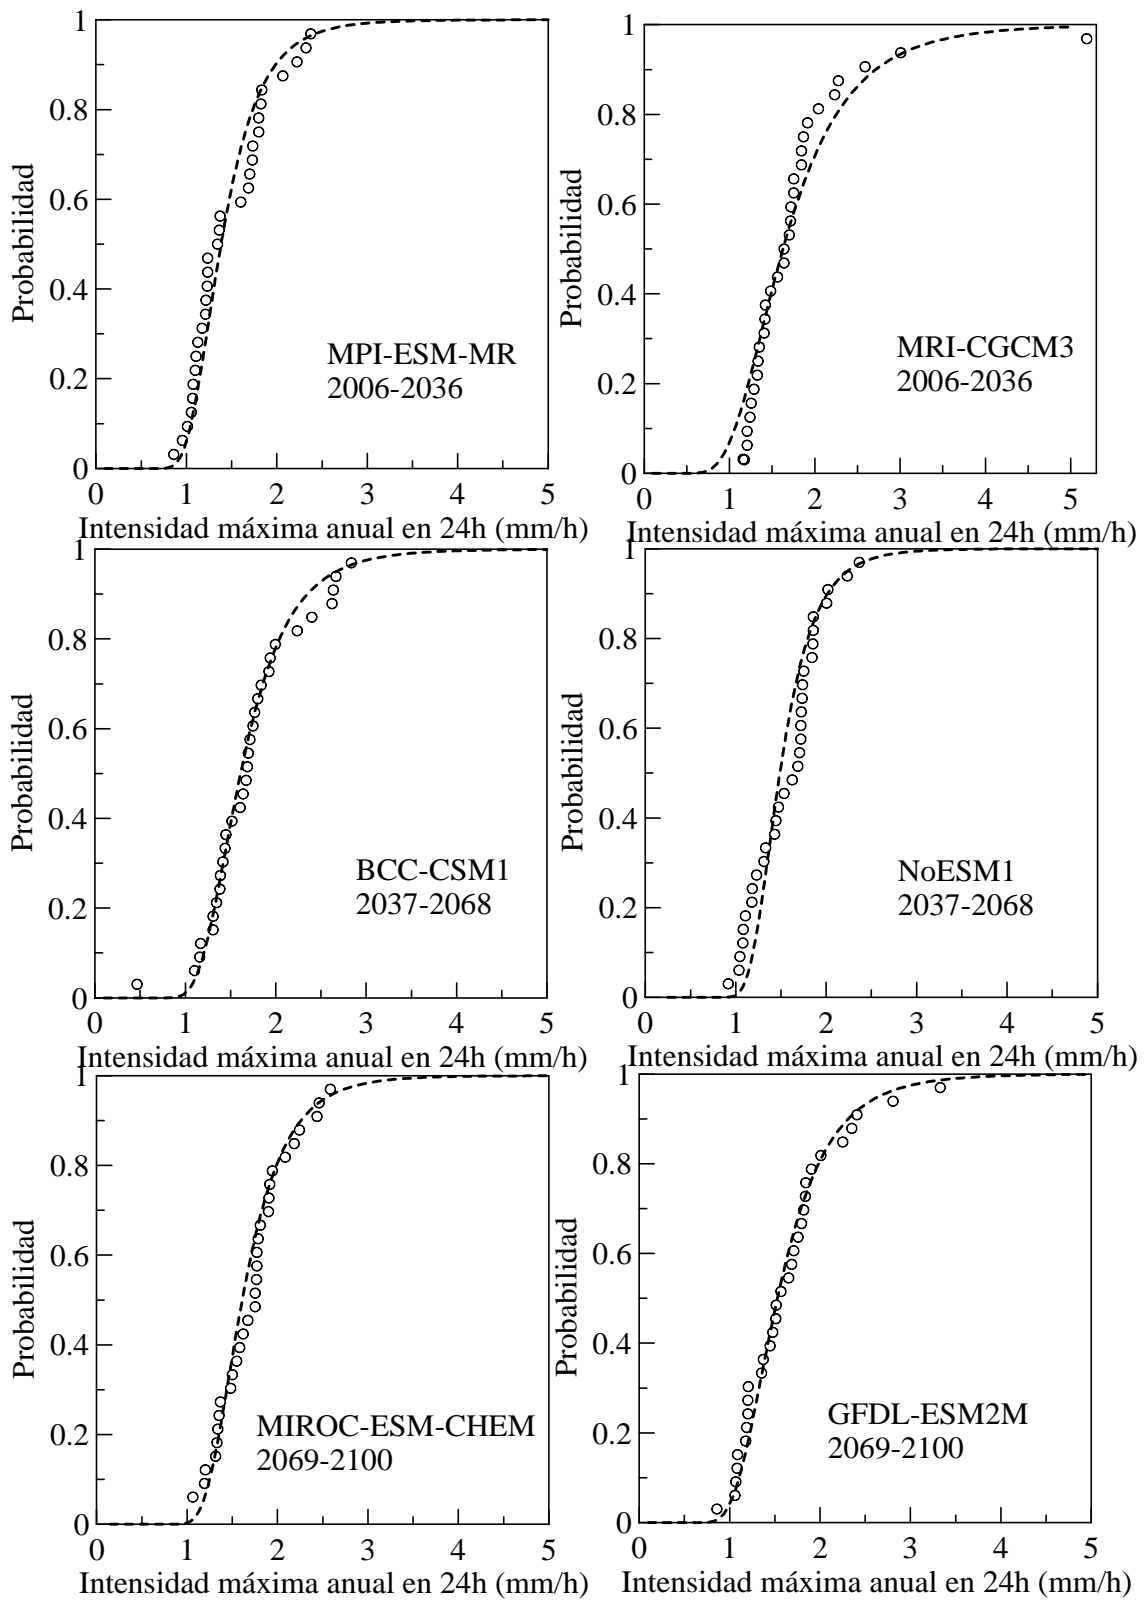 1
0.8
0.6
0.4
0.2
0
Probabilidad
MPI-ESM-MR
2006-2036
0 1 2 3 4 5
Intensidad máxima anual en 24h (mm/h)
1
0.8
0.6
0.4
0.2
0
Probabilidad
MRI-CGCM3
2006-2036
0 1 2 3 4 5
Intensidad máxima anual en 24h (mm/h)
1
0.8
0.6
0.4
0.2
0
Probabilidad
BCC-CSM1
2037-2068
0 1 2 3 4 5
Intensidad máxima anual en 24h (mm/h)
1
0.8
0.6
0.4
0.2
0
Probabilidad
NoESM1
2037-2068
0 1 2 3 4 5
Intensidad máxima anual en 24h (mm/h)
1
0.8
0.6
0.4
0.2
0
Probabilidad
MIROC-ESM-CHEM
2069-2100
0 1 2 3 4 5
Intensidad máxima anual en 24h (mm/h)
1
0.8
0.6
0.4
0.2
0
Probabilidad
GFDL-ESM2M
2069-2100
0 1 2 3 4 5
Intensidad máxima anual en 24h (mm/h)